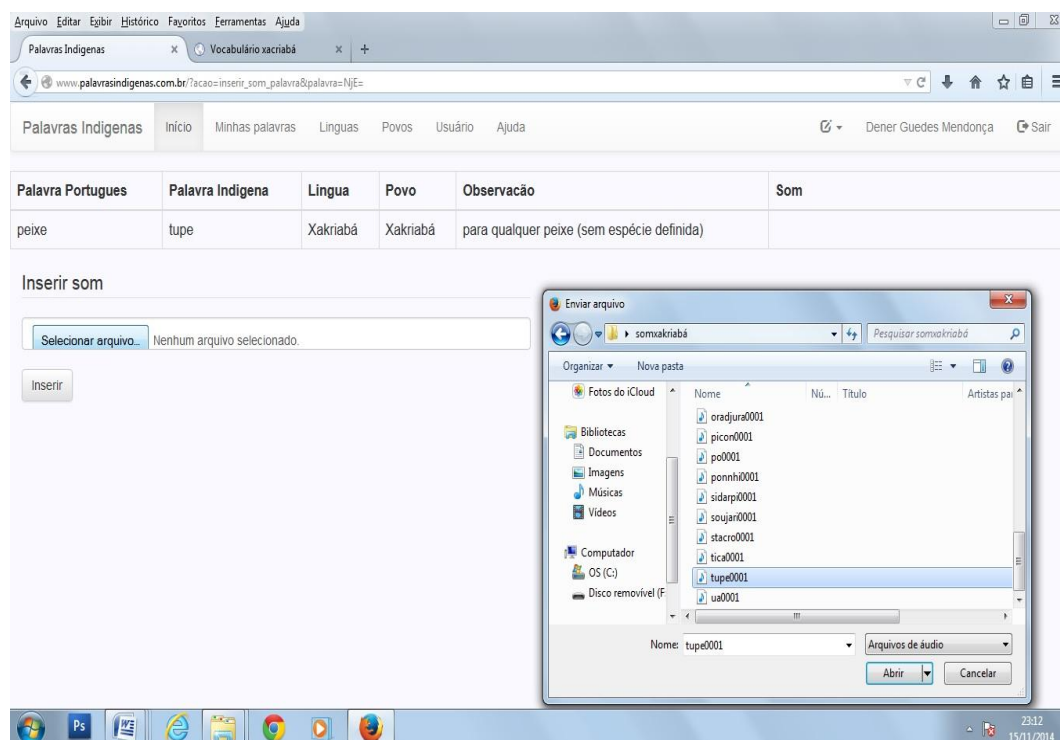 Arquivo Editar Exibir Histórico Favoritos Ferramentas Ajuda
Palavras Indigenas
Vocabulário xacriabá
www.palavrasindigenas.com.br/?acao=inserir_som_palavra&palavra=NjE=
Palavras Indigenas Início Minhas palavras Linguas Povos Usuário Ajuda Dener Guedes Mendonça Sair
Palavra Portugues Palavra Indigena Lingua Povo Observacão Som
peixe tupe Xakriabá Xakriabá para qualquer peixe (sem espécie definida)
Inserir som
Selecionar arquivo... Nenhum arquivo selecionado.
Inserir
Enviar arquivo
somxakriabá
Pesquisar somxakriabá
Organizar Nova pasta
Fotos do iCloud
Bibliotecas
Documentos
Imagens
Músicas
Vídeos
Computador
OS (C:)
Disco removível (F
Nome Nú... Título Artistas par
oradjura0001
picon0001
po0001
ponnhi0001
sidarpi0001
soujari0001
stacro0001
tica0001
tupe0001
ua0001
Nome: tupe0001 Arquivos de áudio
Abrir Cancelar
Ps
23:12
15/11/2014